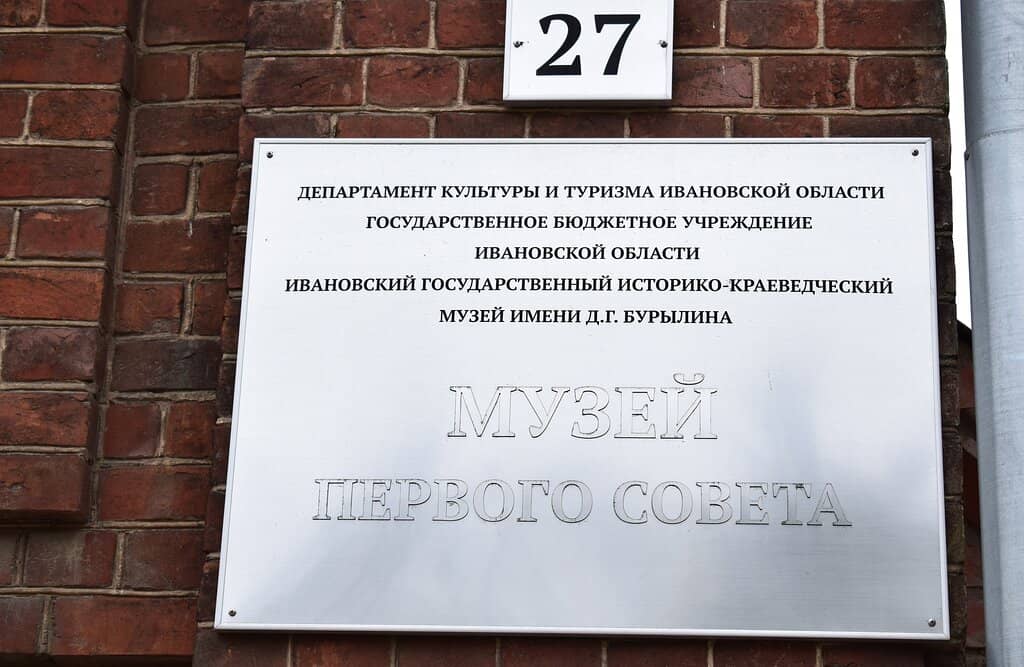 27
ДЕПАРТАМЕНТ КУЛЬТУРЫ И ТУРИЗМА ИВАНОВСКОЙ ОБЛАСТИ
ГОСУДАРСТВЕННОЕ БЮДЖЕТНОЕ УЧРЕЖДЕНИЕ
ИВАНОВСКОЙ ОБЛАСТИ
ИВАНОВСКИЙ ГОСУДАРСТВЕННЫЙ ИСТОРИКО-КРАЕВЕДЧЕСКИЙ
МУЗЕЙ ИМЕНИ Д.Г. БУРЫЛИНА
МУЗЕЙ
ПЕРВОГО СОВЕТА